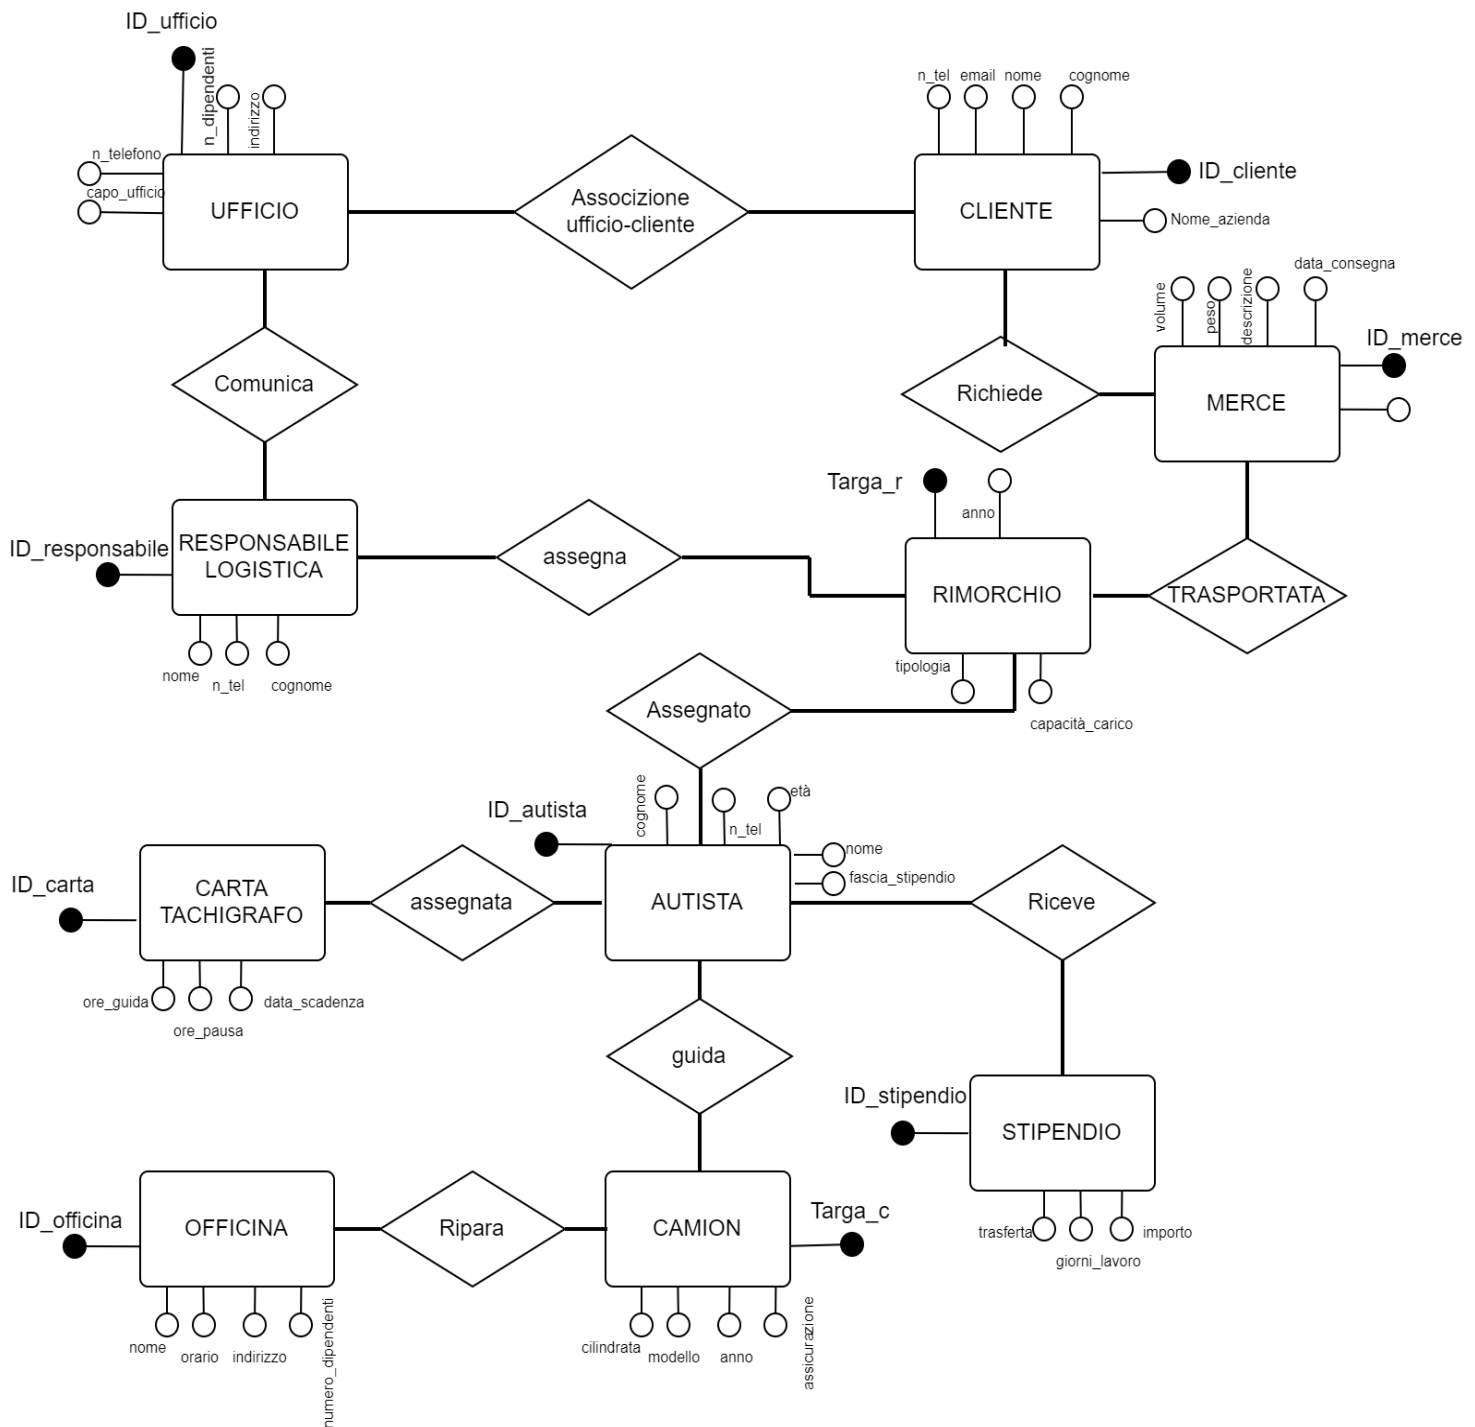 ID_ufficio
n_dipendenti
indirizzo
n_telefono
capo_ufficio
UFFICIO
Associzione
ufficio-cliente
n_tel
email
nome
cognome
CLIENTE
ID_cliente
Nome_azienda
Comunica
Richiede
volume
peso
descrizione
data_consegna
ID_merce
MERCE
ID_responsabile
RESPONSABILE
LOGISTICA
nome
n_tel
cognome
assegna
Targa_r
anno
RIMORCHIO
tipologia
capacità_carico
TRASPORTATA
Assegnato
ID_autista
cognome
n_tel
età
nome
fascia_stipendio
AUTISTA
ID_carta
CARTA
TACHIGRAFO
ore_guida
ore_pausa
data_scadenza
assegnata
Riceve
guida
ID_stipendio
STIPENDIO
trasferta
giorni_lavoro
importo
ID_officina
OFFICINA
nome
orario
indirizzo
numero_dipendenti
Ripara
CAMION
Targa_c
cilindrata
modello
anno
assicurazione